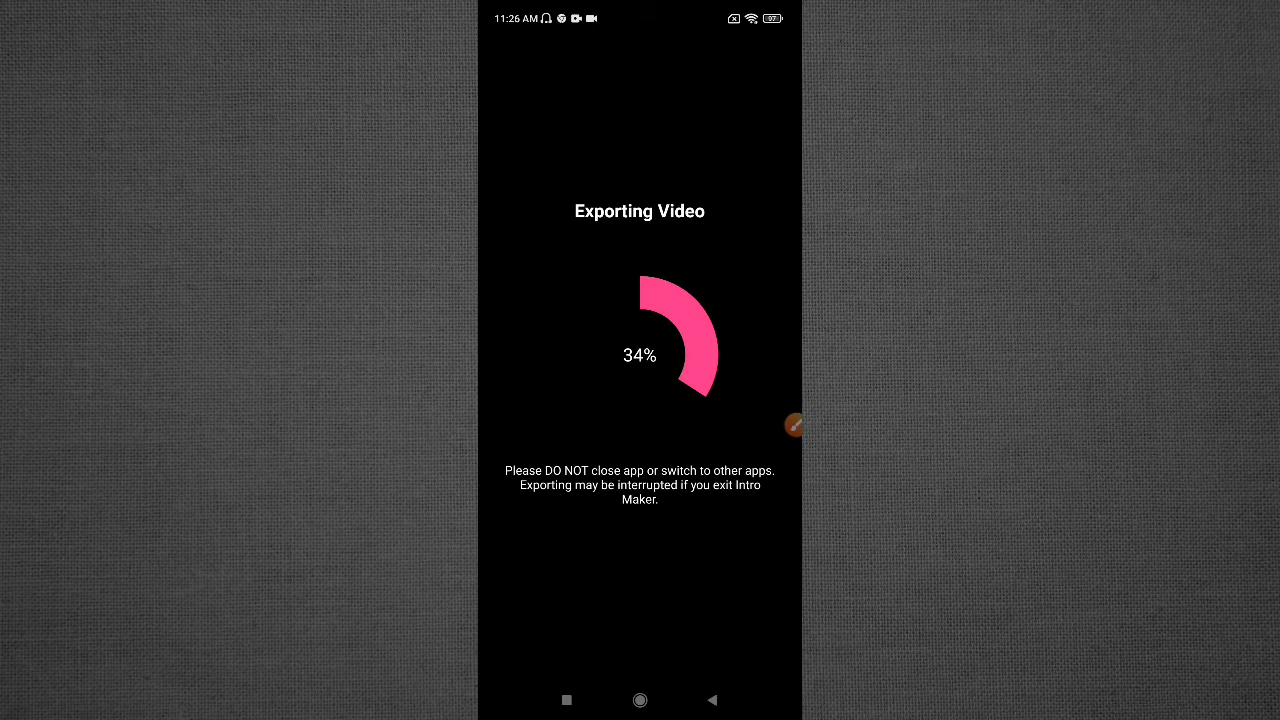 11:26 AM
97
Exporting Video
34%
Please DO NOT close app or switch to other apps.
Exporting may be interrupted if you exit Intro
Maker.